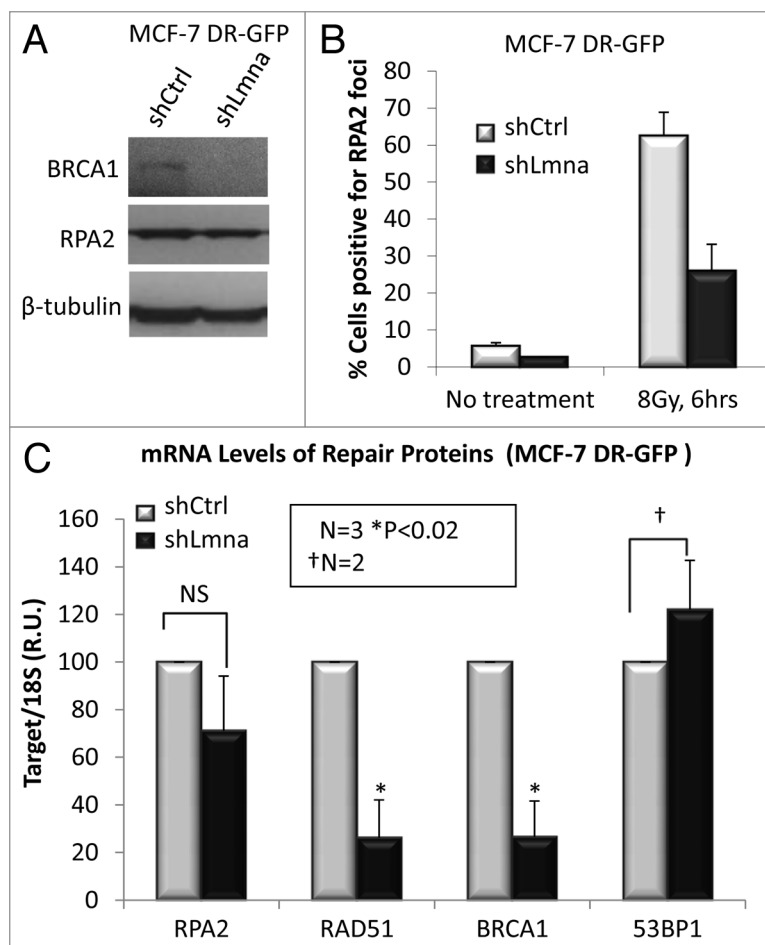 A
MCF-7 DR-GFP
shCtrl
shLmna
BRCA1
RPA2
β-tubulin
B
MCF-7 DR-GFP
% Cells positive for RPA2 foci
80
70
60
50
40
30
20
10
0
shCtrl
shLmna
No treatment
8Gy, 6hrs
C
mRNA Levels of Repair Proteins (MCF-7 DR-GFP )
shCtrl
shLmna
N=3 *P<0.02
†N=2
Target/18S (R.U.)
160
140
120
100
80
60
40
20
0
NS
*
*
†
RPA2
RAD51
BRCA1
53BP1